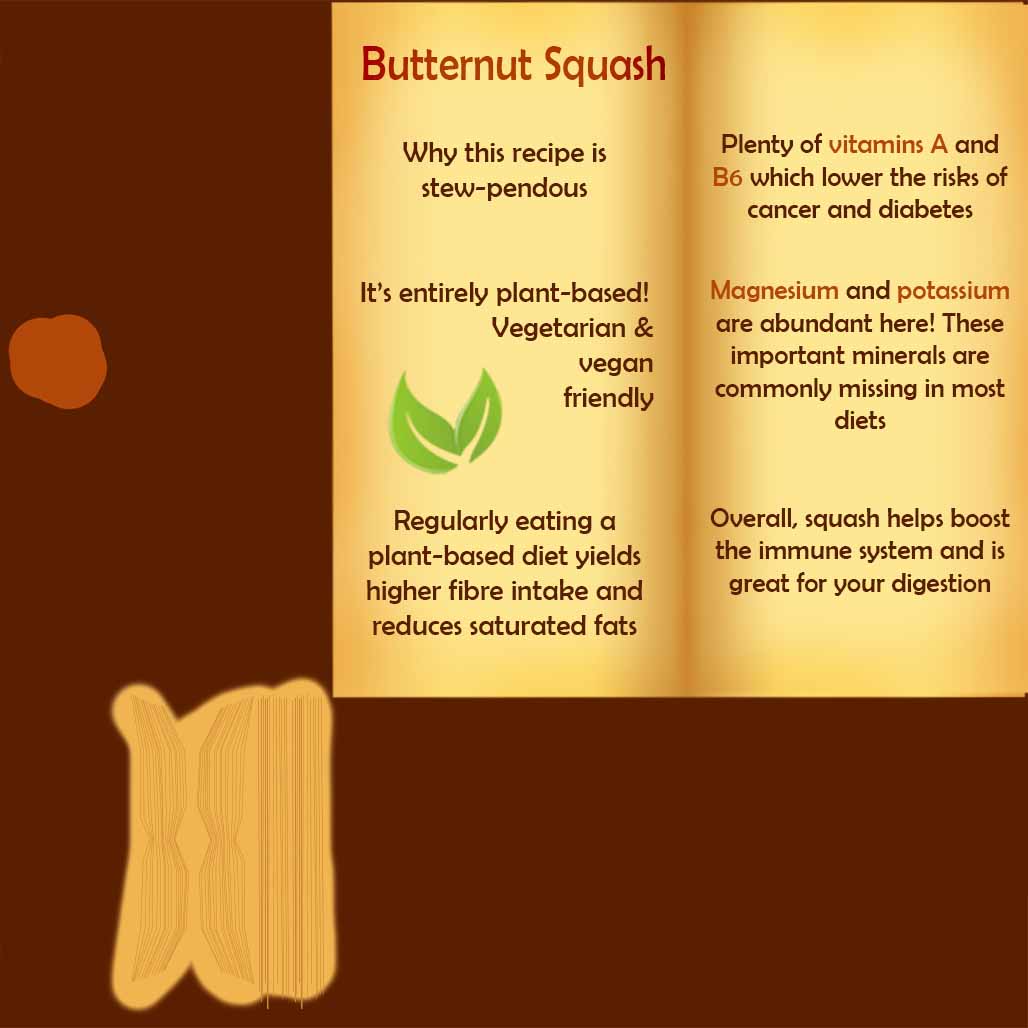 Butternut Squash
Why this recipe is
stew-pendous
It's entirely plant-based!
Vegetarian &
vegan
friendly
Regularly eating a
plant-based diet yields
higher fibre intake and
reduces saturated fats
Plenty of vitamins A and
B6 which lower the risks of
cancer and diabetes
Magnesium and potassium
are abundant here! These
important minerals are
commonly missing in most
diets
Overall, squash helps boost
the immune system and is
great for your digestion